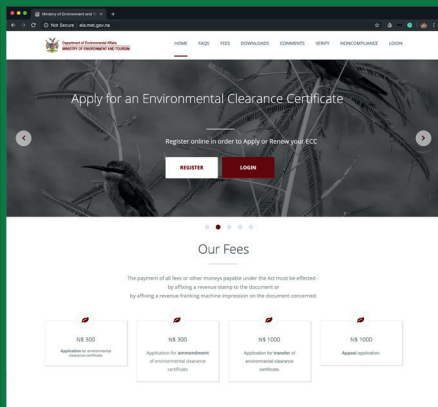 Ministry of Environment and To
Not Secure | eia.met.gov.na
Department of Environmental Affairs
MINISTRY OF ENVIRONMENT AND TOURISM
HOME FAQS FEES DOWNLOADS COMMENTS VERIFY NONCOMPLIANCE LOGIN
Apply for an Environmental Clearance Certificate
Register online in order to Apply or Renew your ECC
REGISTER LOGIN
Our Fees
The payment of all fees or other moneys payable under the Act must be effected -
by affixing a revenue stamp to the document or
by affixing a revenue franking machine impression on the document concerned.
N$ 300
Application for environmental
clearance certificate
N$ 300
Application for ammendment
of environmental clearance
certificate
N$ 1000
Application for transfer of
environmental clearance
certificate.
N$ 1000
Appeal application.